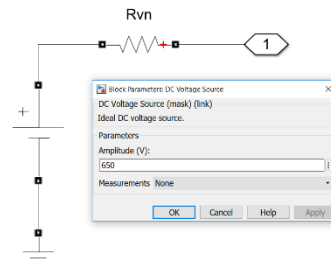 Rvn
1
+
+
Block Parameters: DC Voltage Source
DC Voltage Source (mask) (link)
Ideal DC voltage source.
Parameters
Amplitude (V):
650
Measurements None
OK Cancel Help Apply